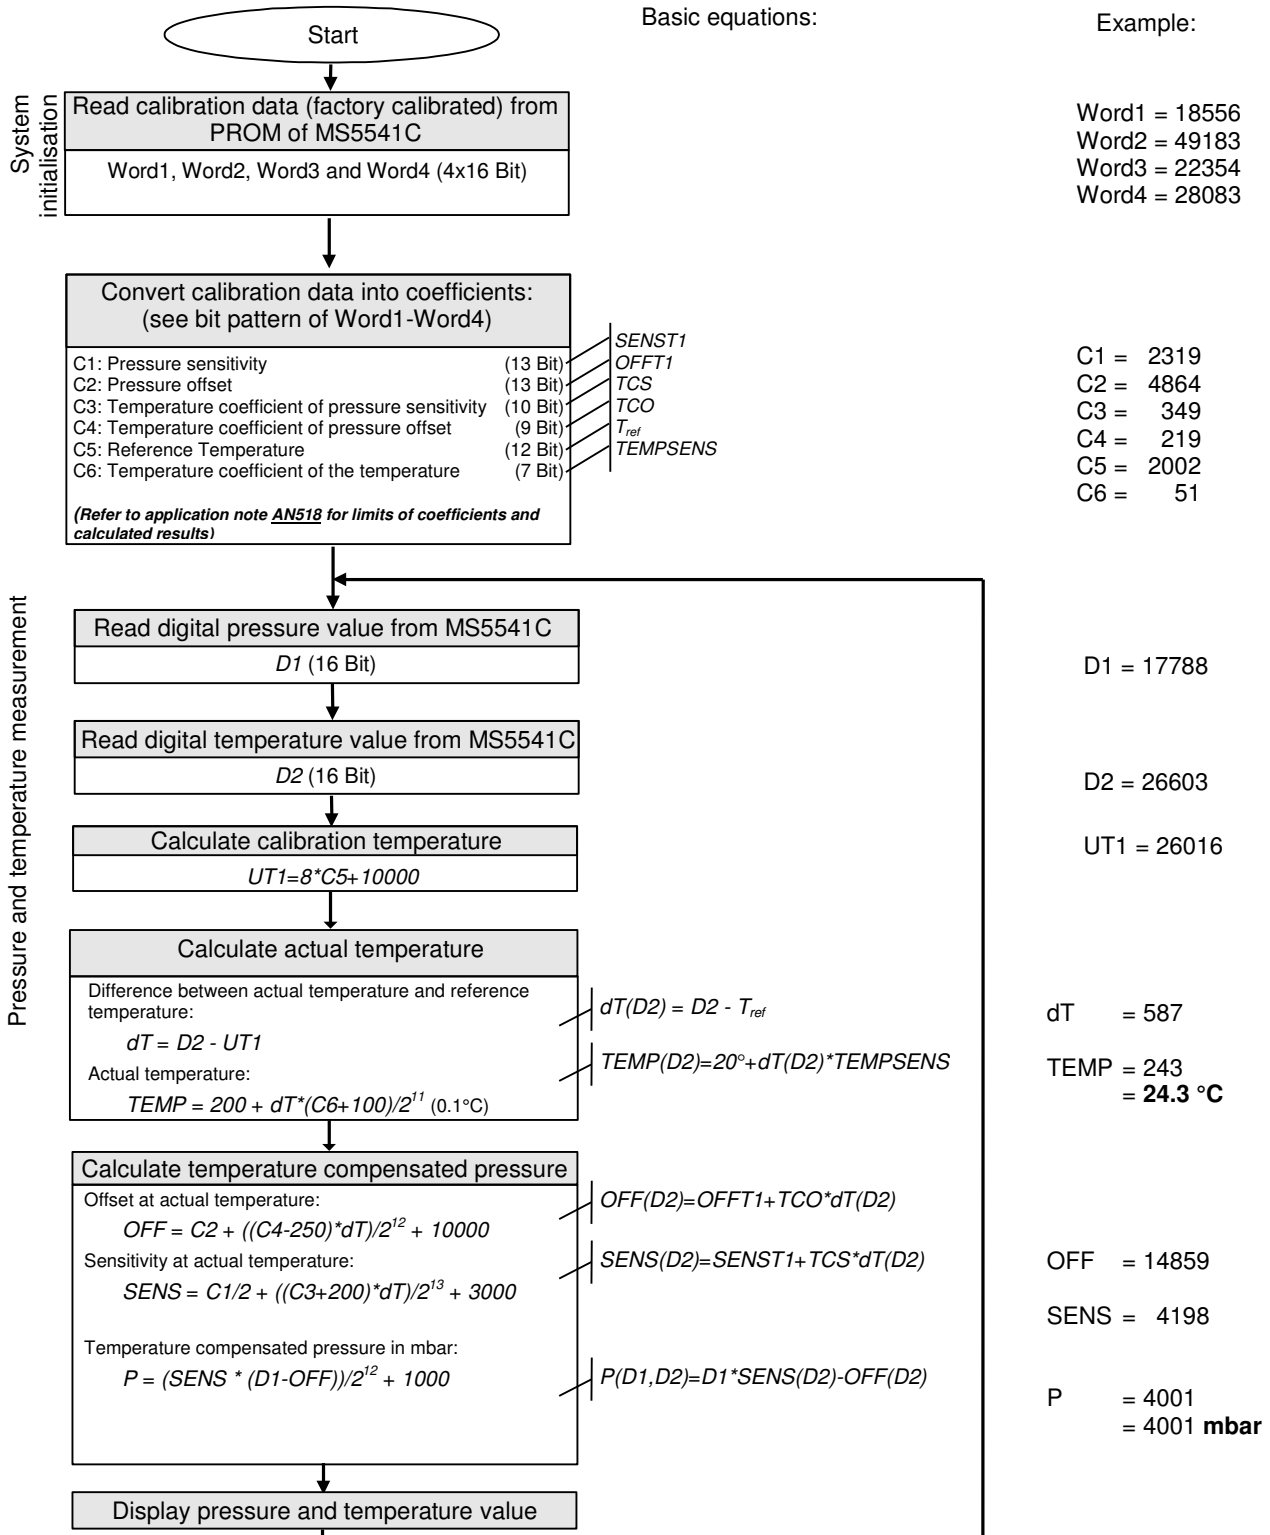 Basic equations:
Example:
Start
System
initialisation
Read calibration data (factory calibrated) from
PROM of MS5541C
Word1, Word2, Word3 and Word4 (4x16 Bit)
Word1 = 18556
Word2 = 49183
Word3 = 22354
Word4 = 28083
Convert calibration data into coefficients:
(see bit pattern of Word1-Word4)
C1: Pressure sensitivity (13 Bit) SENST1
C2: Pressure offset (13 Bit) OFFT1
C3: Temperature coefficient of pressure sensitivity (10 Bit) TCS
C4: Temperature coefficient of pressure offset (9 Bit) TCO
C5: Reference Temperature (12 Bit) Tref
C6: Temperature coefficient of the temperature (7 Bit) TEMPSENS
(Refer to application note AN518 for limits of coefficients and
calculated results)
C1 = 2319
C2 = 4864
C3 = 349
C4 = 219
C5 = 2002
C6 = 51
Pressure and temperature measurement
Read digital pressure value from MS5541C
D1 (16 Bit)
D1 = 17788
Read digital temperature value from MS5541C
D2 (16 Bit)
D2 = 26603
Calculate calibration temperature
UT1=8*C5+10000
UT1 = 26016
Calculate actual temperature
Difference between actual temperature and reference
temperature:
dT = D2 - UT1
dT(D2) = D2 - Tref
dT = 587
Actual temperature:
TEMP = 200 + dT*(C6+100)/2^11 (0.1°C)
TEMP(D2)=20°+dT(D2)*TEMPSENS
TEMP = 243
= 24.3 °C
Calculate temperature compensated pressure
Offset at actual temperature:
OFF = C2 + ((C4-250)*dT)/2^12 + 10000
OFF(D2)=OFFT1+TCO*dT(D2)
OFF = 14859
Sensitivity at actual temperature:
SENS = C1/2 + ((C3+200)*dT)/2^13 + 3000
SENS(D2)=SENST1+TCS*dT(D2)
SENS = 4198
Temperature compensated pressure in mbar:
P = (SENS * (D1-OFF))/2^12 + 1000
P(D1,D2)=D1*SENS(D2)-OFF(D2)
P = 4001
= 4001 mbar
Display pressure and temperature value